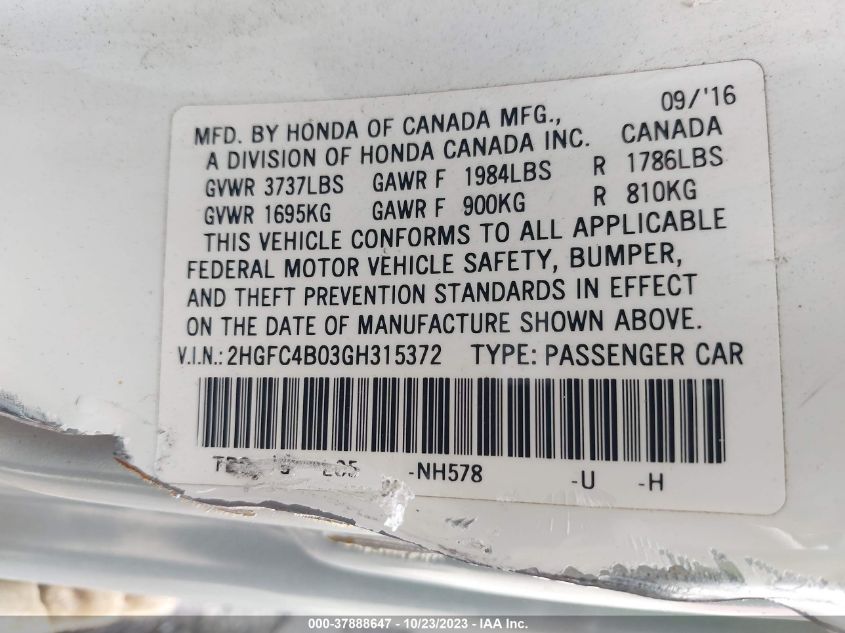 09/'16
MFD. BY HONDA OF CANADA MFG.,
A DIVISION OF HONDA CANADA INC. CANADA
GVWR 3737LBS GAWR F 1984LBS R 1786LBS
GVWR 1695KG GAWR F 900KG R 810KG
THIS VEHICLE CONFORMS TO ALL APPLICABLE
FEDERAL MOTOR VEHICLE SAFETY, BUMPER,
AND THEFT PREVENTION STANDARDS IN EFFECT
ON THE DATE OF MANUFACTURE SHOWN ABOVE.
V.I.N.: 2HGFC4B03GH315372 TYPE: PASSENGER CAR
-NH578 -U -H
000-37888647 - 10/23/2023 - IAA Inc.